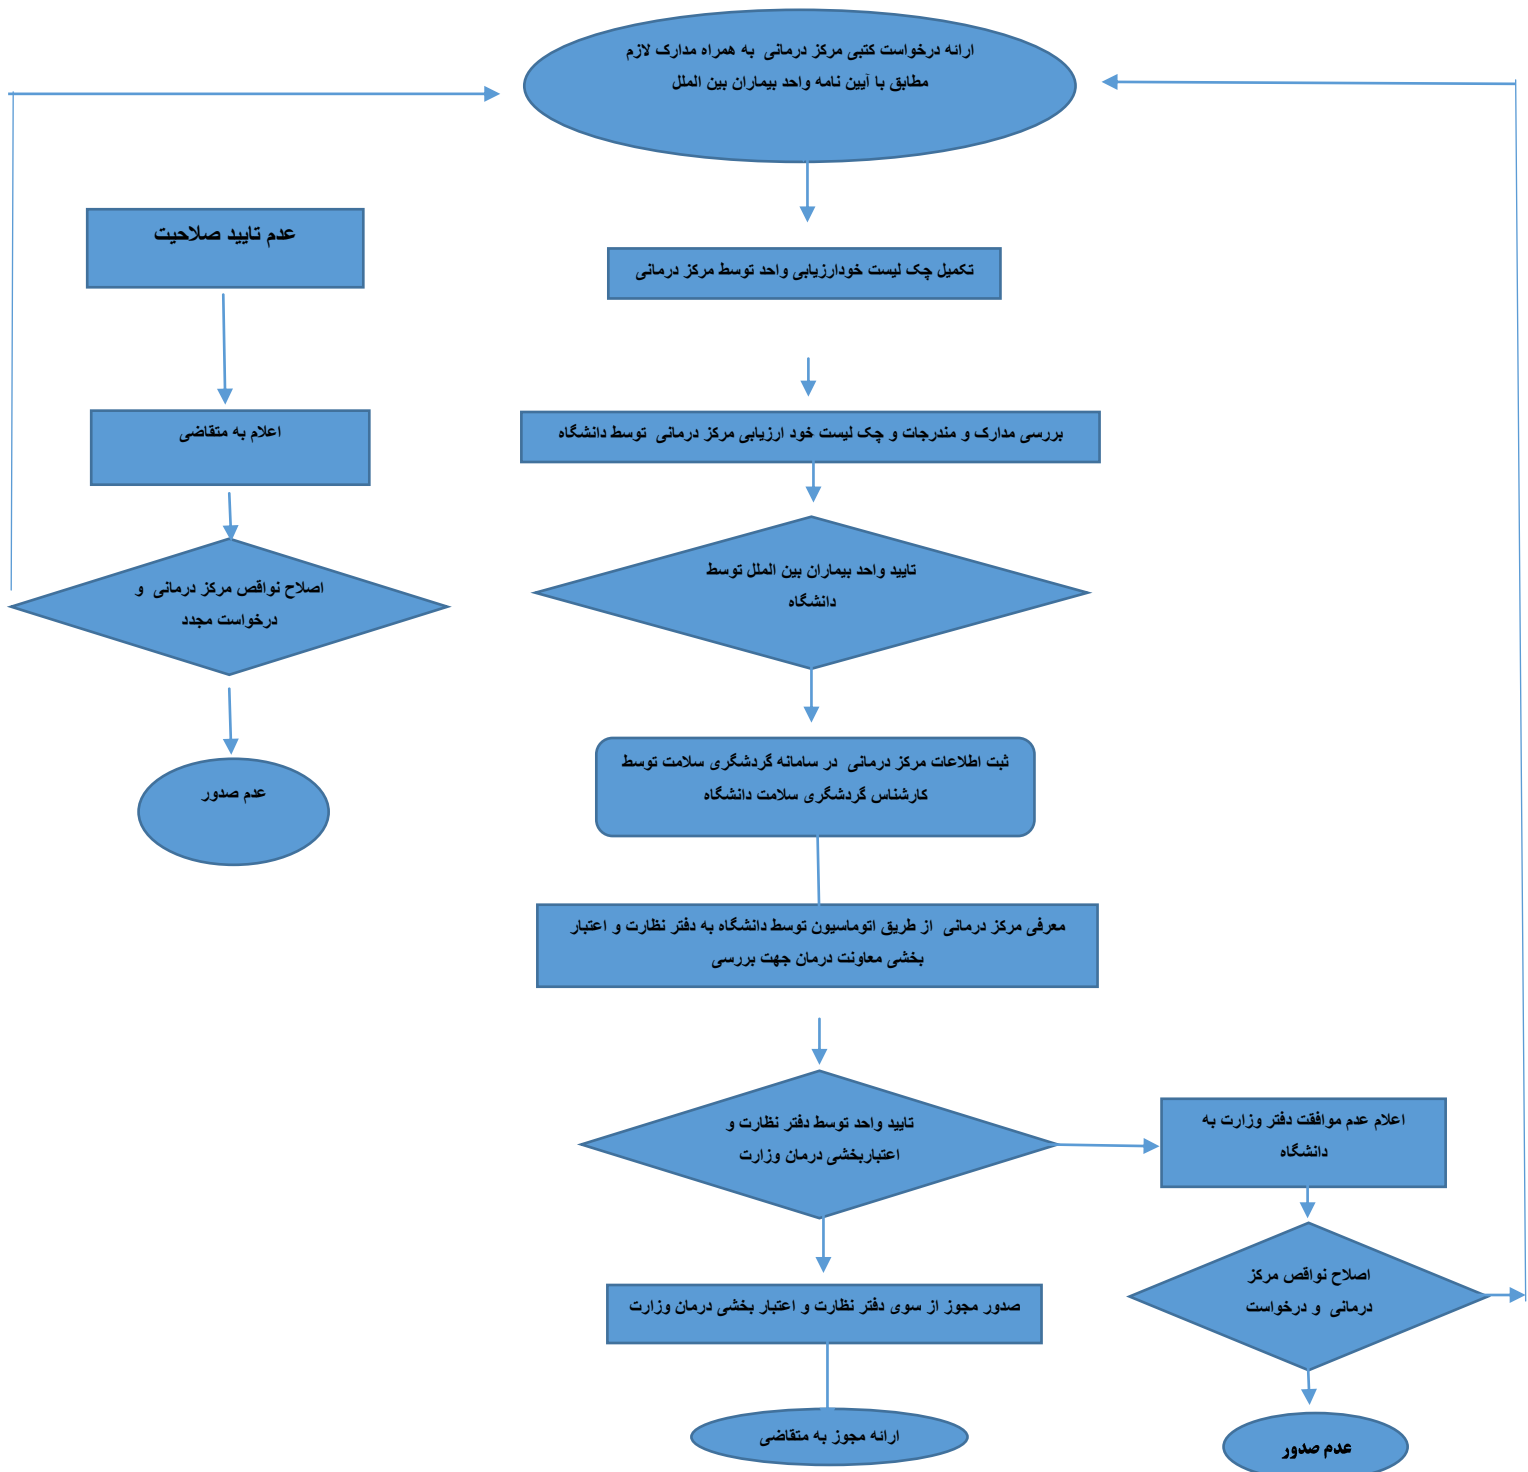 ارائه درخواست کتبی مرکز درمانی به همراه مدارک لازم
مطابق با آیین نامه واحد بیماران بین الملل
تکمیل چک لیست خودارزیابی واحد توسط مرکز درمانی
بررسی مدارک و مندرجات و چک لیست خود ارزیابی مرکز درمانی توسط دانشگاه
تایید واحد بیماران بین الملل توسط
دانشگاه
ثبت اطلاعات مرکز درمانی در سامانه گردشگری سلامت توسط
کارشناس گردشگری سلامت دانشگاه
معرفی مرکز درمانی از طریق اتوماسیون توسط دانشگاه به دفتر نظارت و اعتبار
بخشی معاونت درمان جهت بررسی
تایید واحد توسط دفتر نظارت و
اعتباربخشی درمان وزارت
صدور مجوز از سوی دفتر نظارت و اعتبار بخشی درمان وزارت
ارائه مجوز به متقاضی
اعلام عدم موافقت دفتر وزارت به
دانشگاه
اصلاح نواقص مرکز
درمانی و درخواست
عدم صدور
عدم تایید صلاحیت
اعلام به متقاضی
اصلاح نواقص مرکز درمانی و
درخواست مجدد
عدم صدور